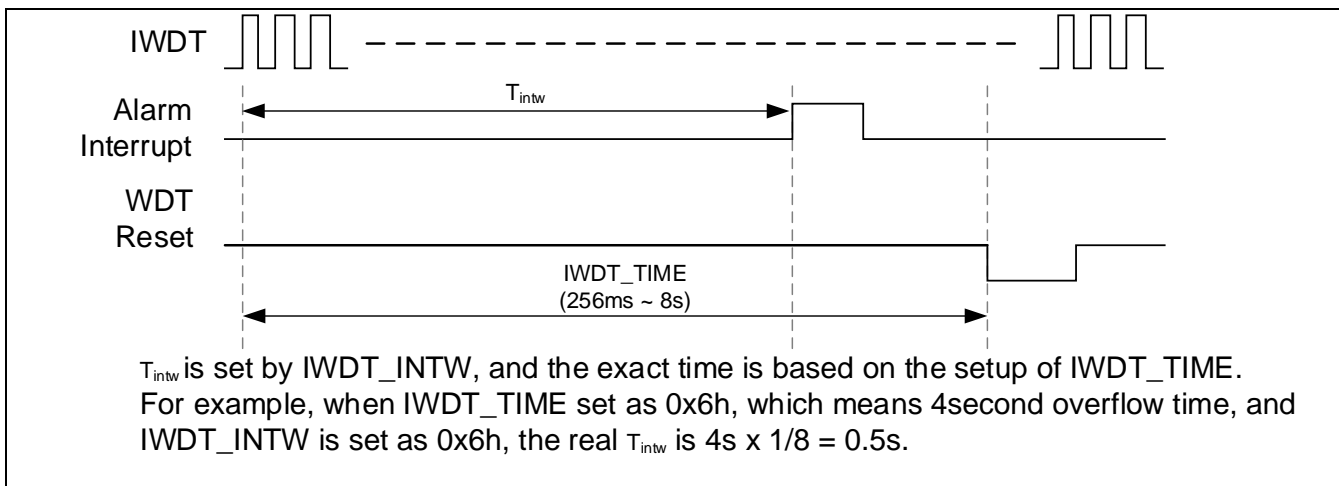 IWDT
Tintw
Alarm
Interrupt
WDT
Reset
IWDT_TIME
(256ms ~ 8s)
Tintw is set by IWDT_INTW, and the exact time is based on the setup of IWDT_TIME.
For example, when IWDT_TIME set as 0x6h, which means 4second overflow time, and
IWDT_INTW is set as 0x6h, the real Tintw is 4s x 1/8 = 0.5s.